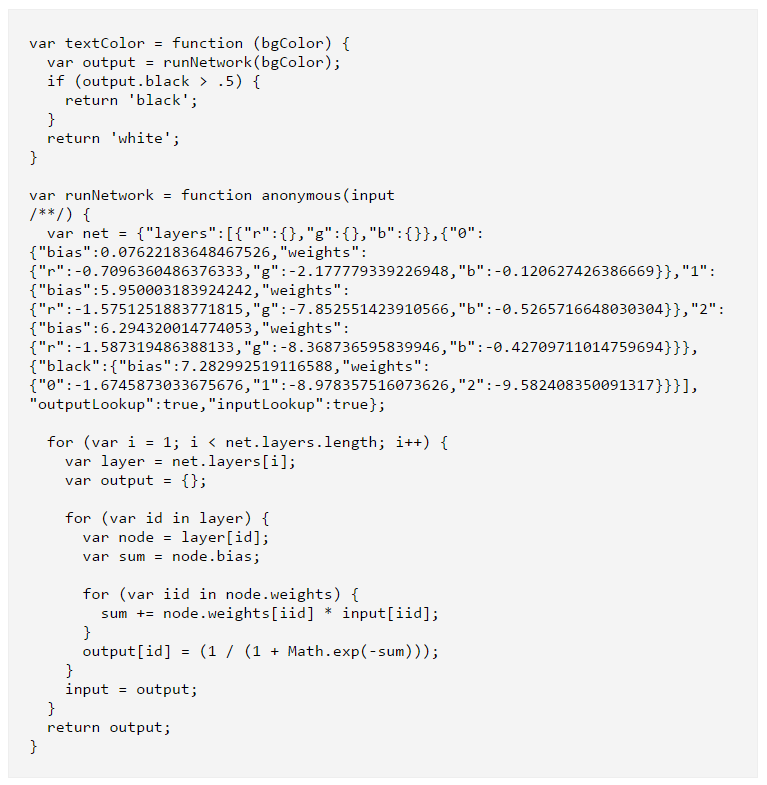 var textColor = function (bgColor) {
  var output = runNetwork(bgColor);
  if (output.black > .5) {
    return 'black';
  }
  return 'white';
}

var runNetwork = function anonymous(input
/**/) {
  var net = {"layers":[{"r":{},"g":{},"b":{}},{"0":
{"bias":0.07622183648467526,"weights":
{"r":-0.7096360486376333,"g":-2.177779339226948,"b":-0.120627426386669}},"1":
{"bias":5.950003183924242,"weights":
{"r":-1.5751251883771815,"g":-7.852551423910566,"b":-0.5265716648030304}},"2":
{"bias":6.294320014774053,"weights":
{"r":-1.587319486388133,"g":-8.368736595839946,"b":-0.42709711014759694}}},
{"black":{"bias":7.282992519116588,"weights":
{"0":-1.6745873033675676,"1":-8.978357516073626,"2":-9.582408350091317}}}],
"outputLookup":true,"inputLookup":true};

  for (var i = 1; i < net.layers.length; i++) {
    var layer = net.layers[i];
    var output = {};

    for (var id in layer) {
      var node = layer[id];
      var sum = node.bias;

      for (var iid in node.weights) {
        sum += node.weights[iid] * input[iid];
      }
      output[id] = (1 / (1 + Math.exp(-sum)));
    }
    input = output;
  }
  return output;
}